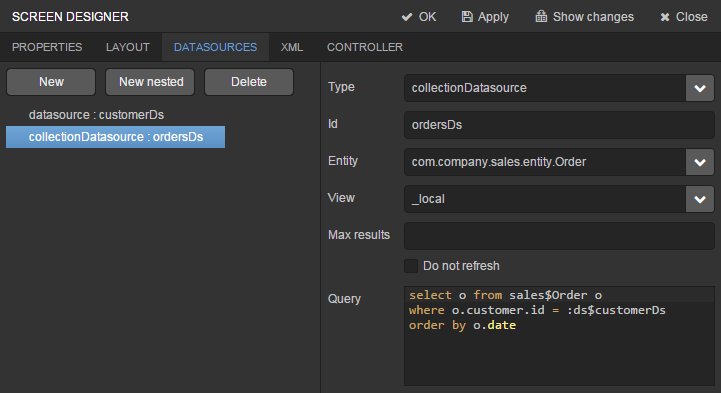 SCREEN DESIGNER OK Apply Show changes Close
PROPERTIES LAYOUT DATASOURCES XML CONTROLLER
New New nested Delete
datasource : customerDs
collectionDatasource : ordersDs
Type collectionDatasource
Id ordersDs
Entity com.company.sales.entity.Order
View _local
Max results
Do not refresh
Query select o from sales$Order o
where o.customer.id = :ds$customerDs
order by o.date